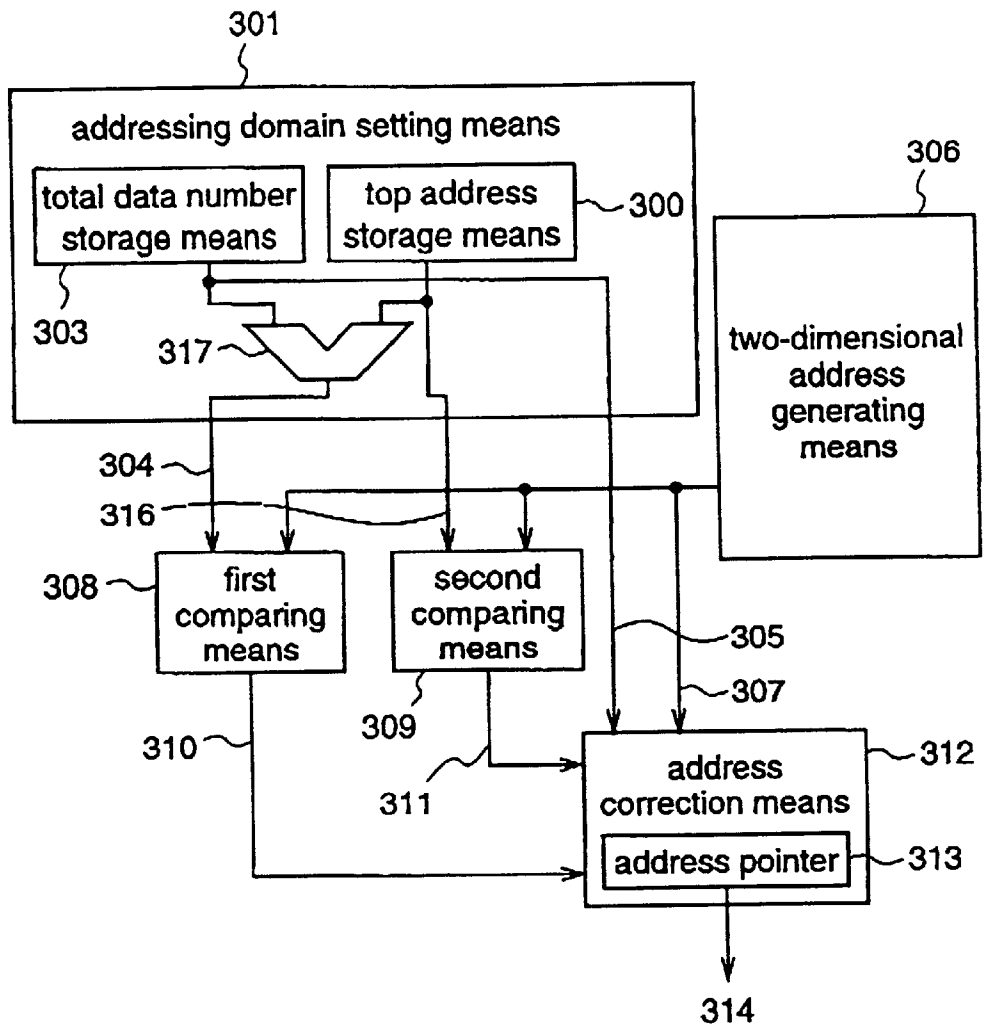 301
addressing domain setting means
306
total data number
storage means
top address
storage means
300
303
317
two-dimensional
address
generating
means
304
316
308
first
comparing
means
second
comparing
means
305
307
309
310
311
312
address
correction means
address pointer
313
314